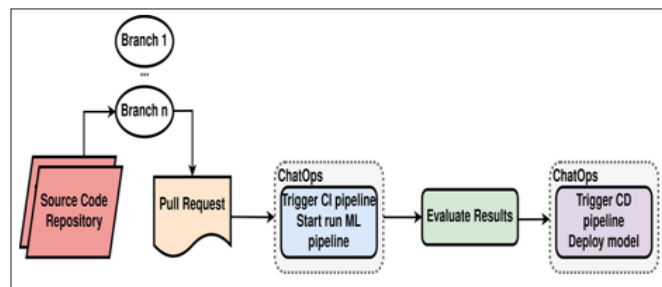 Branch 1
...
Branch n
Source Code
Repository
Pull Request
ChatOps
Trigger CI pipeline
Start run ML
pipeline
Evaluate Results
ChatOps
Trigger CD
pipeline
Deploy model